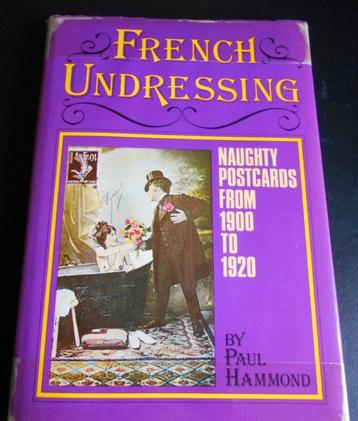 FRENCH
UNDRESSING
NAUGHTY
POSTCARDS
FROM
1900
TO
1920
BY
PAUL
HAMMOND